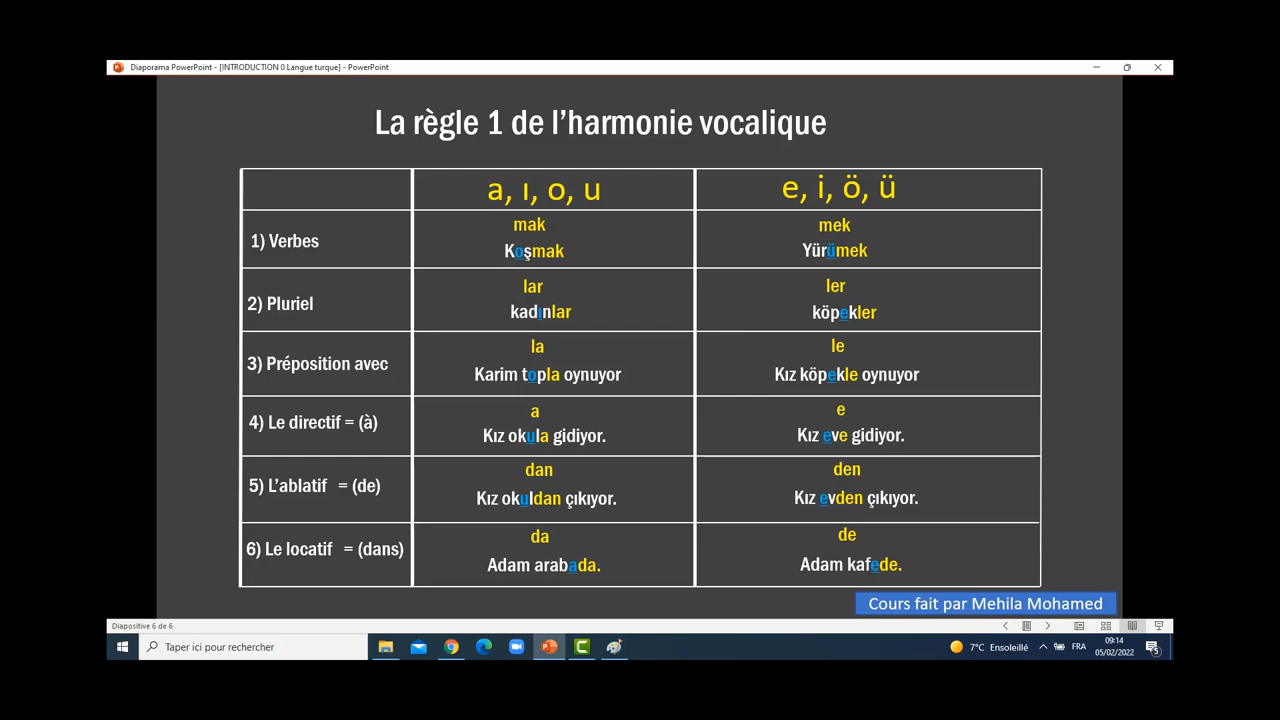 Diaporama PowerPoint - [INTRODUCTION 0 Langue turque] - PowerPoint
La règle 1 de l'harmonie vocalique
a, ı, o, u
e, i, ö, ü
1) Verbes
mak
Koşmak
mek
Yürümek
2) Pluriel
lar
kadınlar
ler
köpekler
3) Préposition avec
la
Karim topla oynuyor
le
Kız köpekle oynuyor
4) Le directif = (à)
a
Kız okula gidiyor.
e
Kız eve gidiyor.
5) L'ablatif = (de)
dan
Kız okuldan çıkıyor.
den
Kız evden çıkıyor.
6) Le locatif = (dans)
da
Adam arabada.
de
Adam kafede.
Cours fait par Mehila Mohamed
Diapositive 6 de 6
Taper ici pour rechercher
7°C Ensoleillé
FRA
09:14
05/02/2022
5